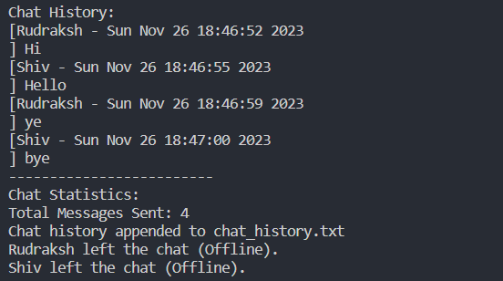 Chat History:
[Rudraksh - Sun Nov 26 18:46:52 2023
] Hi
[Shiv - Sun Nov 26 18:46:55 2023
] Hello
[Rudraksh - Sun Nov 26 18:46:59 2023
] ye
[Shiv - Sun Nov 26 18:47:00 2023
] bye
-------------------------
Chat Statistics:
Total Messages Sent: 4
Chat history appended to chat_history.txt
Rudraksh left the chat (Offline).
Shiv left the chat (Offline).